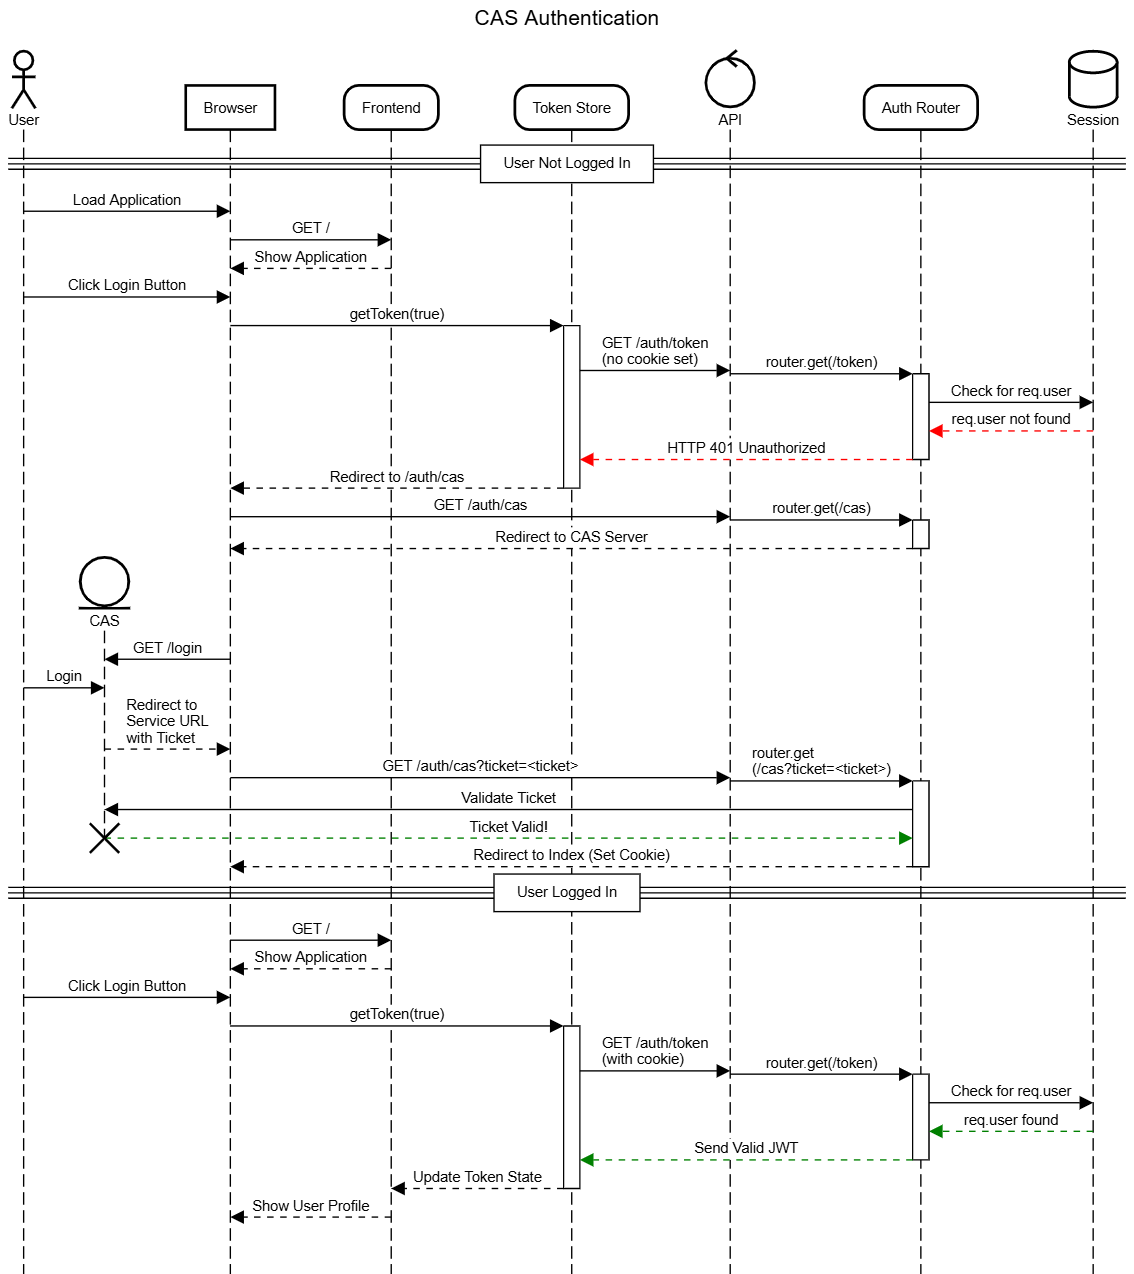 CAS Authentication
User
Browser
Frontend
Token Store
API
Auth Router
Session
User Not Logged In
Load Application
GET /
Show Application
Click Login Button
getToken(true)
GET /auth/token
(no cookie set)
router.get(/token)
Check for req.user
req.user not found
HTTP 401 Unauthorized
Redirect to /auth/cas
GET /auth/cas
router.get(/cas)
Redirect to CAS Server
CAS
GET /login
Login
Redirect to
Service URL
with Ticket
GET /auth/cas?ticket=<ticket>
router.get
(/cas?ticket=<ticket>)
Validate Ticket
Ticket Valid!
Redirect to Index (Set Cookie)
User Logged In
GET /
Show Application
Click Login Button
getToken(true)
GET /auth/token
(with cookie)
router.get(/token)
Check for req.user
req.user found
Send Valid JWT
Update Token State
Show User Profile